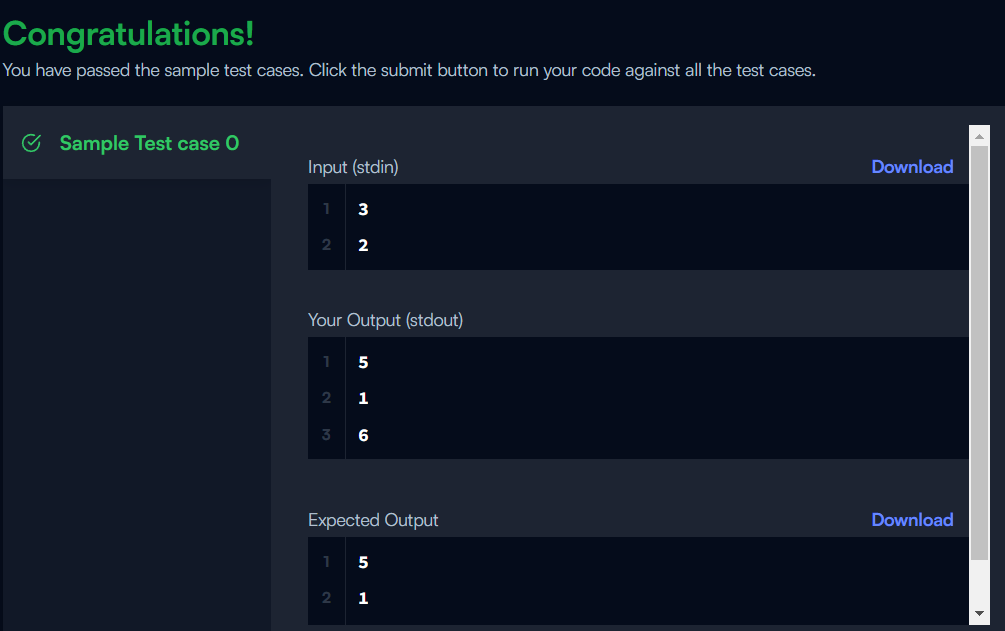 Congratulations!
You have passed the sample test cases. Click the submit button to run your code against all the test cases.
Sample Test case 0
Input (stdin)
Download
1 3
2 2
Your Output (stdout)
1 5
2 1
3 6
Expected Output
Download
1 5
2 1